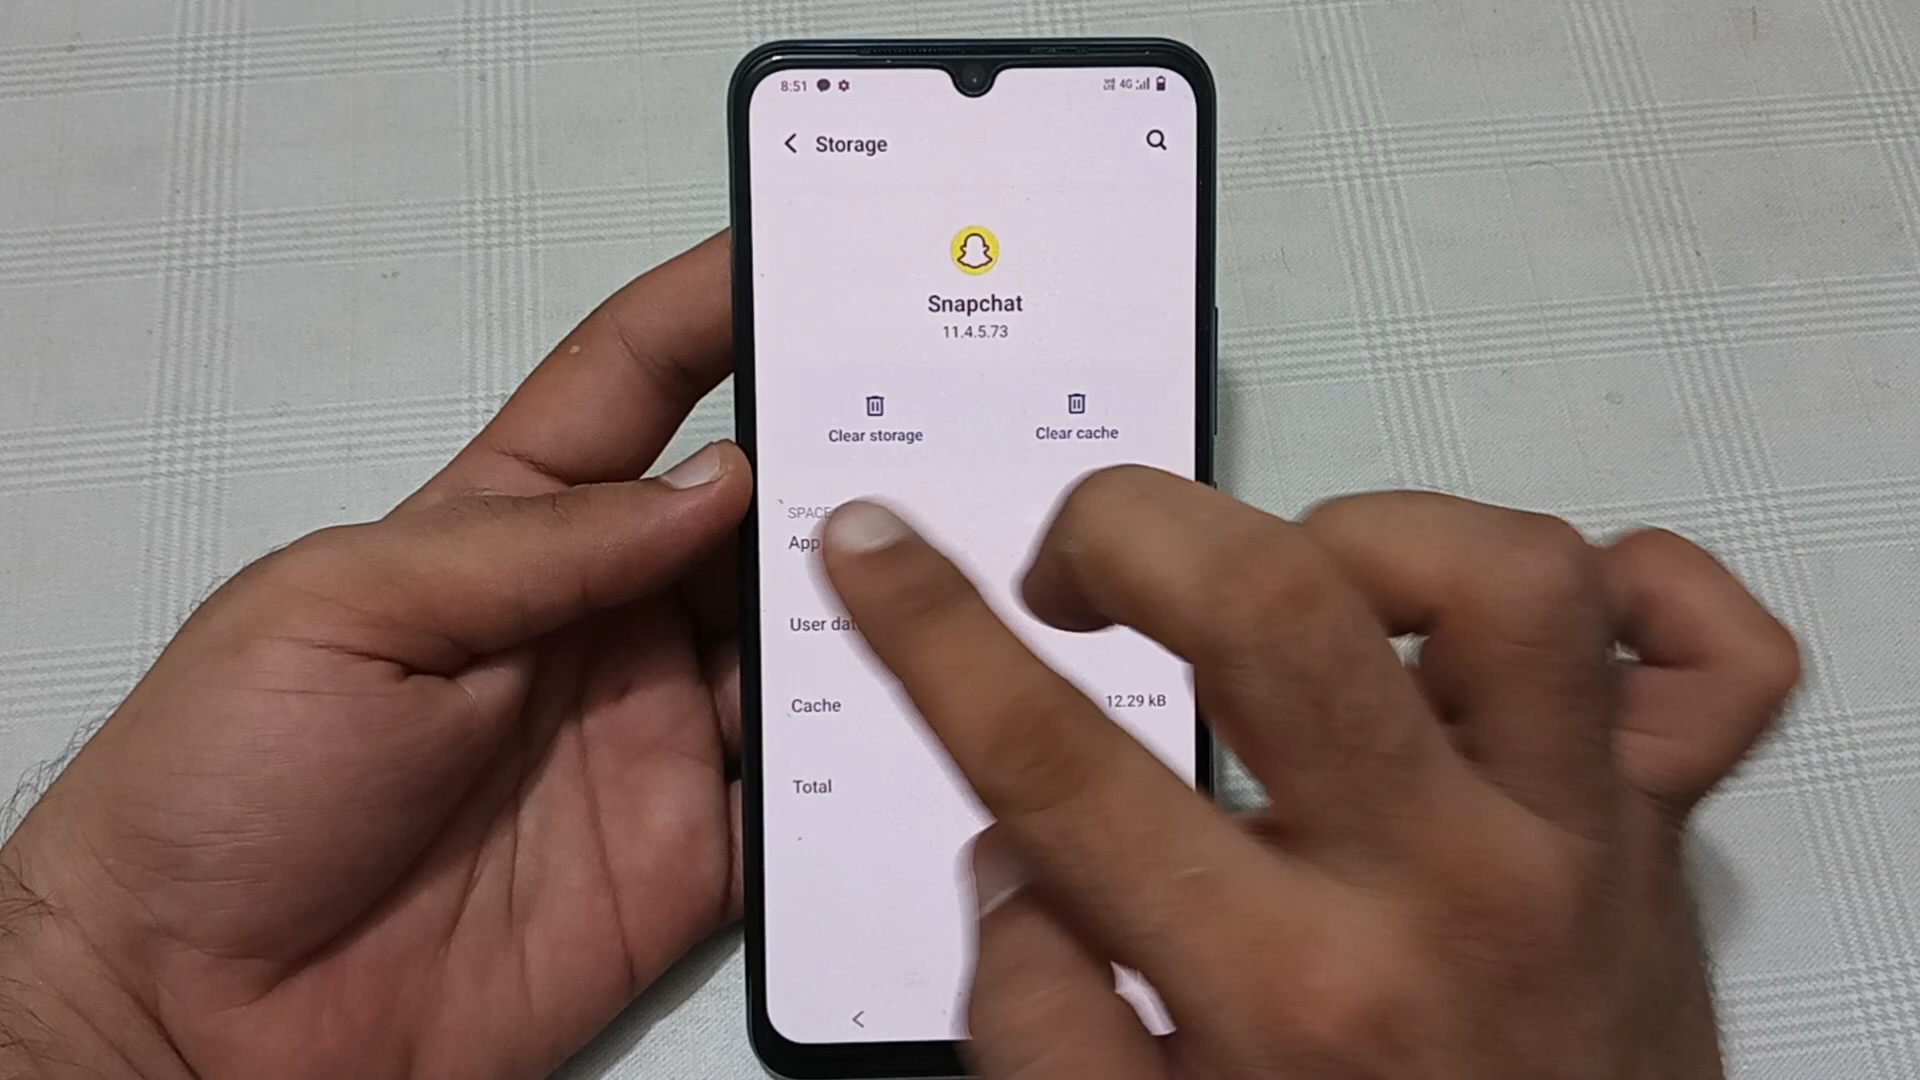 8:51 4G
Storage
Snapchat
11.4.5.73
Clear storage Clear cache
SPACE
App
User dat
Cache 12.29 kB
Total